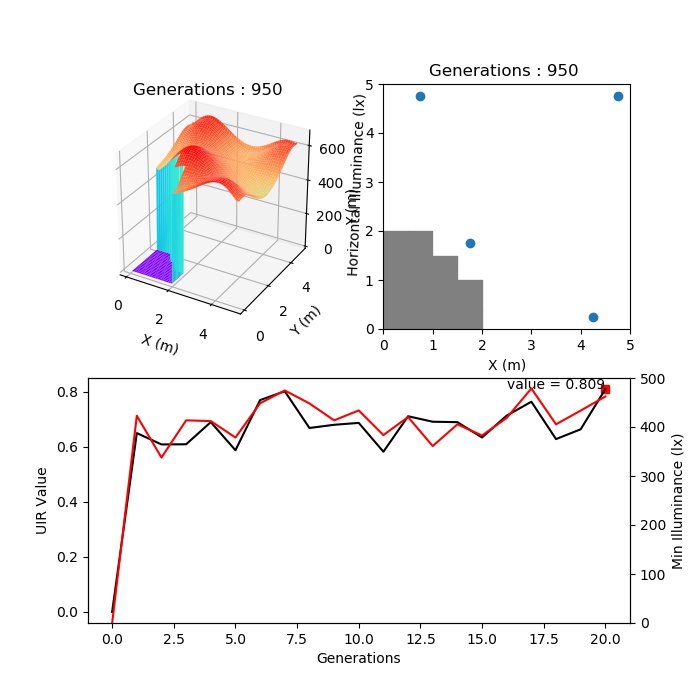 Generations : 950
600
400
200
0
0
2
4
X (m)
0
2
4
Y (m)
Horizontal Illuminance (lx)
Generations : 950
Y (m)
5
4
3
2
1
0
0 1 2 3 4 5
X (m)
value = 0.809
UIR Value
0.8
0.6
0.4
0.2
0.0
500
400
300
200
100
0
Min Illuminance (lx)
0.0 2.5 5.0 7.5 10.0 12.5 15.0 17.5 20.0
Generations